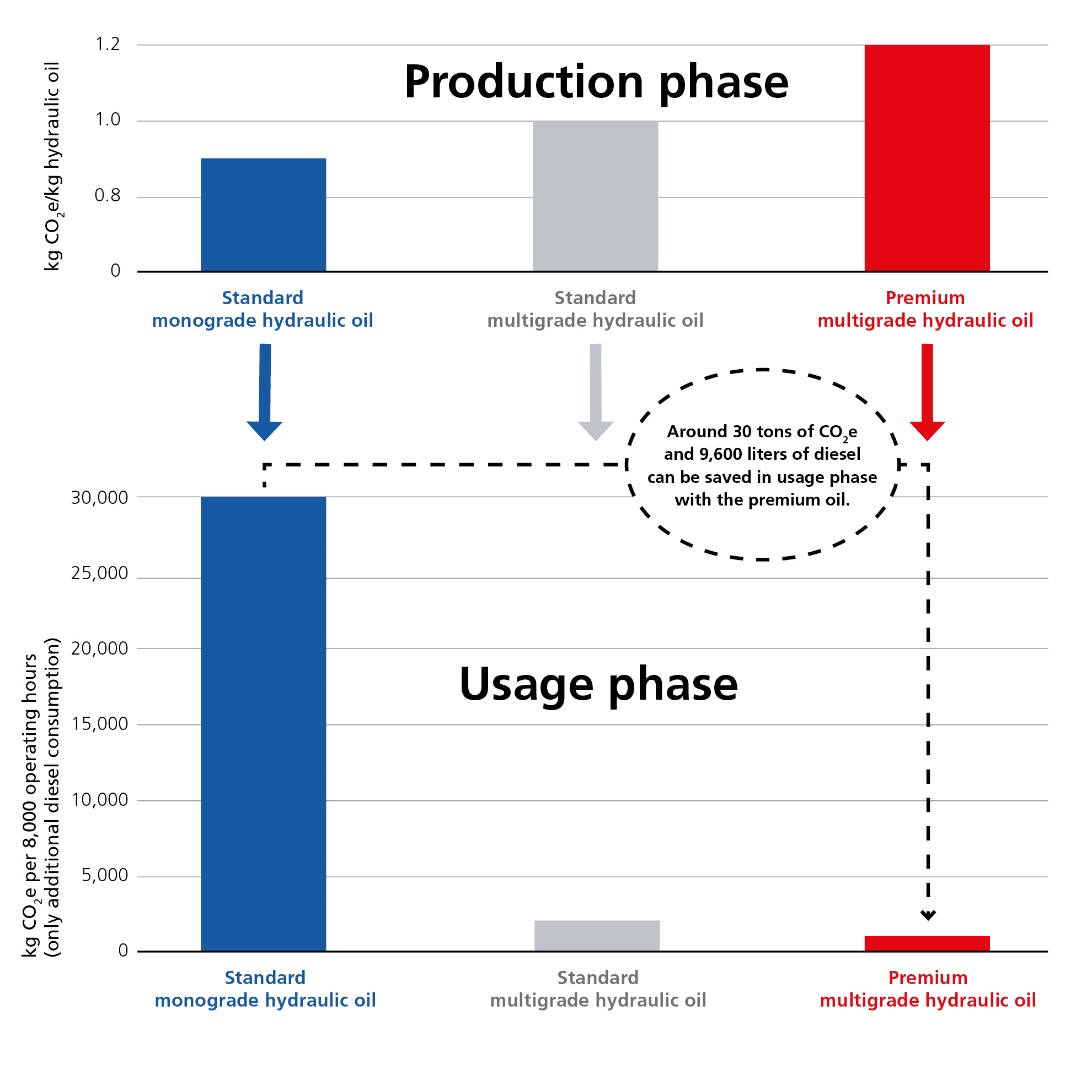 Production phase
kg CO₂e/kg hydraulic oil
1.2
1.0
0.8
0
Standard
monograde hydraulic oil
Standard
multigrade hydraulic oil
Premium
multigrade hydraulic oil
Around 30 tons of CO₂e
and 9,600 liters of diesel
can be saved in usage phase
with the premium oil.
Usage phase
kg CO₂e per 8,000 operating hours
(only additional diesel consumption)
30,000
25,000
20,000
15,000
10,000
5,000
0
Standard
monograde hydraulic oil
Standard
multigrade hydraulic oil
Premium
multigrade hydraulic oil